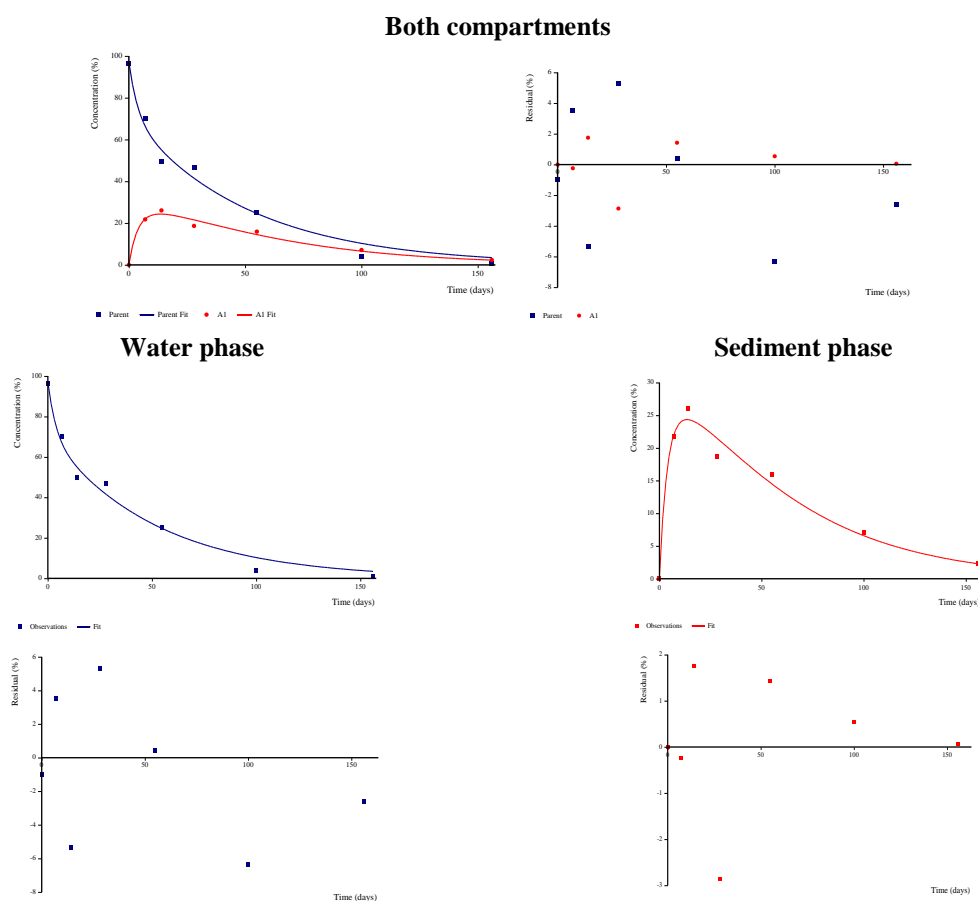 Both compartments
Concentration (%)
100
80
60
40
20
0
0
50
100
150
Time (days)
Parent
Parent Fit
A1
A1 Fit
Residual (%)
6
4
2
0
-2
-4
-6
-8
0
50
100
150
Time (days)
Parent
A1
Water phase
Concentration (%)
100
80
60
40
20
0
0
50
100
150
Time (days)
Observations
Fit
Residual (%)
6
4
2
0
-2
-4
-6
-8
0
50
100
150
Time (days)
Sediment phase
Concentration (%)
30
25
20
15
10
5
0
0
50
100
150
Time (days)
Observations
Fit
Residual (%)
2
1
0
-1
-2
-3
0
50
100
150
Time (days)